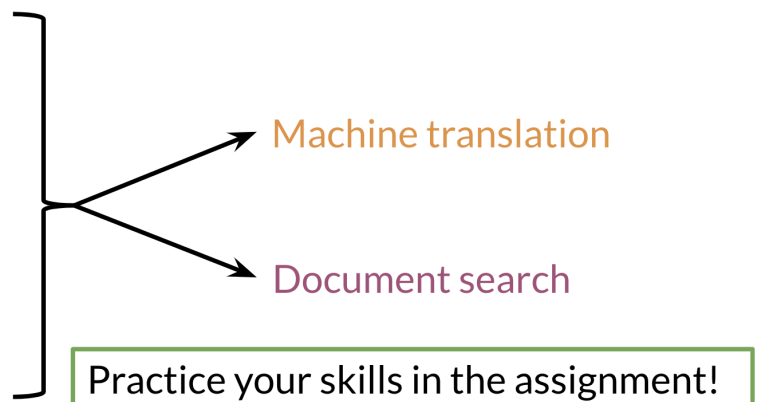 Machine translation
Document search
Practice your skills in the assignment!